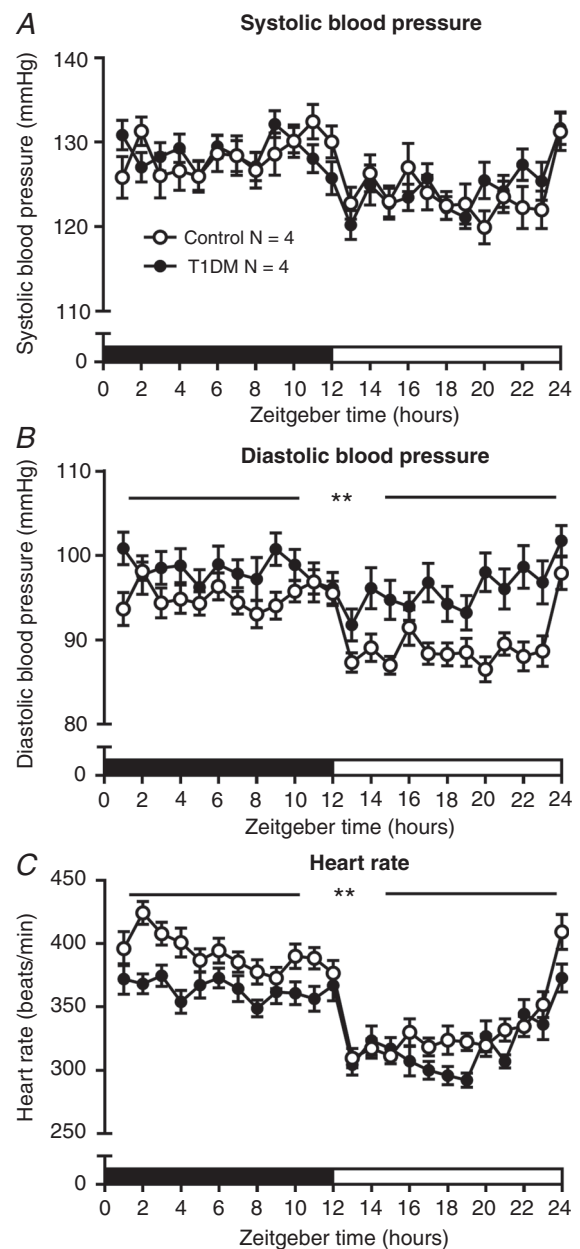 A
Systolic blood pressure
Systolic blood pressure (mmHg)
140
130
120
110
0
Control N = 4
T1DM N = 4
0 2 4 6 8 10 12 14 16 18 20 22 24
Zeitgeber time (hours)
B
Diastolic blood pressure
Diastolic blood pressure (mmHg)
110
100
90
80
0
**
0 2 4 6 8 10 12 14 16 18 20 22 24
Zeitgeber time (hours)
C
Heart rate
Heart rate (beats/min)
450
400
350
300
250
0
**
0 2 4 6 8 10 12 14 16 18 20 22 24
Zeitgeber time (hours)